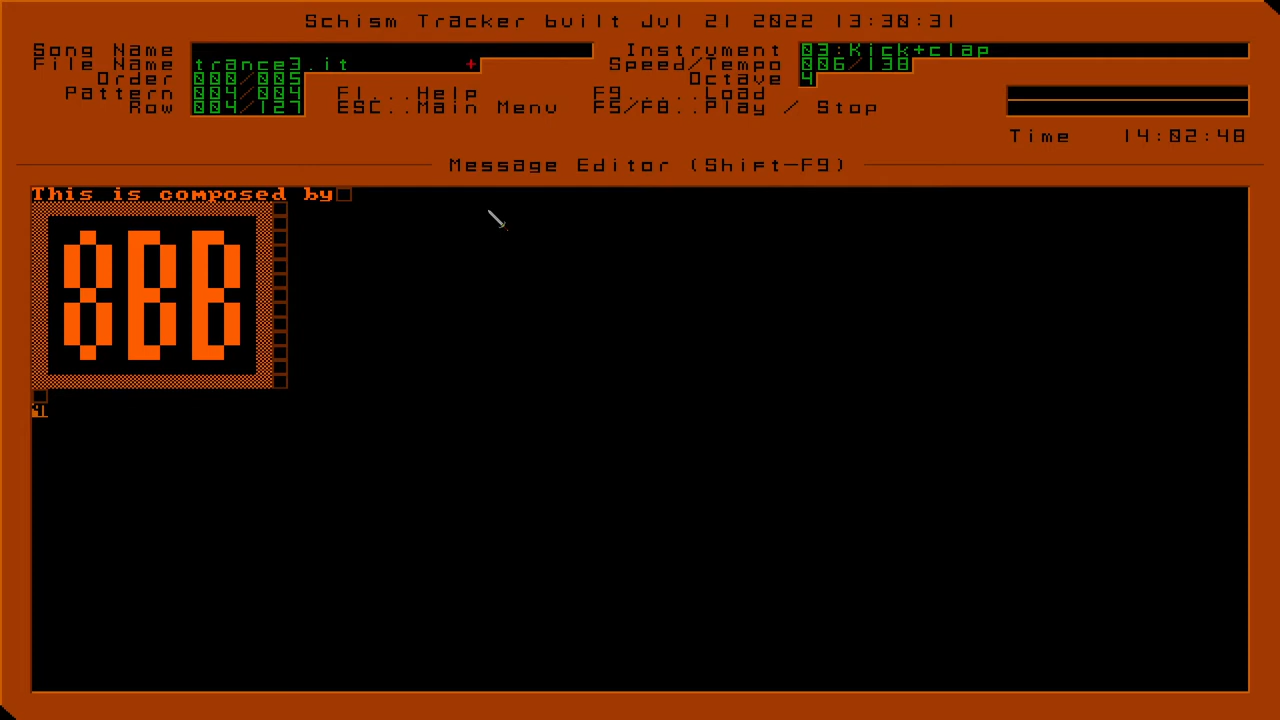 Schism Tracker built Jul 21 2022 13:30:31
Song Name
Instrument 03:Kick+clap
File Name trance3.it +
Speed/Tempo 006/138
Order 000/005
Octave 4
Pattern 004/004
F1...Help F9.....Load
Row 004/127
ESC..Main Menu F5/F8..Play / Stop
Time 14:02:48
Message Editor (Shift-F9)
This is composed by
8BB